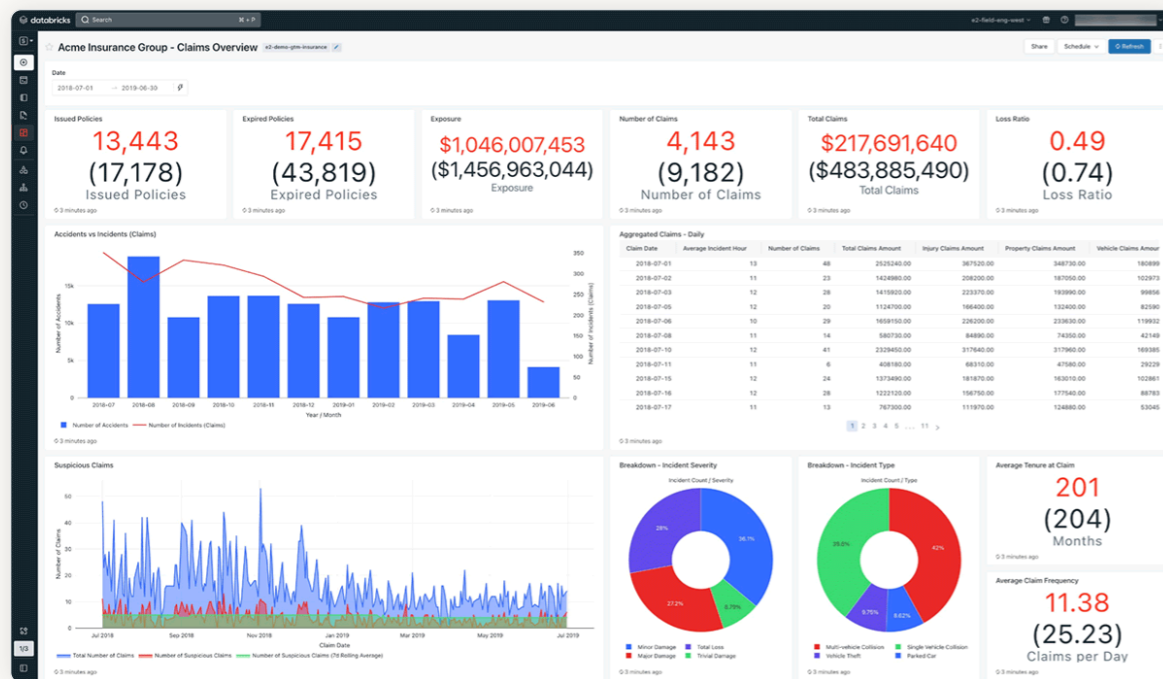 databricks
Search
⌘ + P
e2-field-eng-west
Acme Insurance Group - Claims Overview
e2-demo-gtm-insurance
Share
Schedule
Refresh
Date
2018-07-01 → 2019-06-30
Issued Policies
13,443
(17,178)
Issued Policies
3 minutes ago
Expired Policies
17,415
(43,819)
Expired Policies
3 minutes ago
Exposure
$1,046,007,453
($1,456,963,044)
Exposure
3 minutes ago
Number of Claims
4,143
(9,182)
Number of Claims
3 minutes ago
Total Claims
$217,691,640
($483,885,490)
Total Claims
3 minutes ago
Loss Ratio
0.49
(0.74)
Loss Ratio
3 minutes ago
Accidents vs Incidents (Claims)
15k
10k
5k
0
Number of Accidents
350
300
250
200
150
100
50
0
Number of Incidents (Claims)
2018-07 2018-08 2018-09 2018-10 2018-11 2018-12 2019-01 2019-02 2019-03 2019-04 2019-05 2019-06
Year / Month
Number of Accidents Number of Incidents (Claims)
3 minutes ago
Aggregated Claims - Daily
Claim Date Average Incident Hour Number of Claims Total Claims Amount Injury Claims Amount Property Claims Amount Vehicle Claims Amour
2018-07-01 13 48 2525240.00 367520.00 348730.00 180899
2018-07-02 11 23 1424980.00 208200.00 187050.00 102973
2018-07-03 12 28 1415920.00 223370.00 193990.00 99856
2018-07-05 12 20 1124700.00 166400.00 132400.00 82590
2018-07-06 10 29 1659150.00 226200.00 233630.00 119932
2018-07-08 11 14 580730.00 84890.00 74350.00 42149
2018-07-10 12 41 2329450.00 317640.00 317960.00 169385
2018-07-11 11 6 408180.00 68310.00 47580.00 29229
2018-07-15 12 24 1373490.00 181870.00 163010.00 102861
2018-07-16 12 28 1222120.00 156750.00 177540.00 88783
2018-07-17 11 13 767300.00 111970.00 124880.00 53045
1 2 3 4 5 ... 11
3 minutes ago
Suspicious Claims
50
40
30
20
10
0
Number of Claims
Jul 2018 Sep 2018 Nov 2018 Jan 2019 Mar 2019 May 2019 Jul 2019
Claim Date
Total Number of Claims Number of Suspicious Claims Number of Suspicious Claims (7d Rolling Average)
3 minutes ago
Breakdown - Incident Severity
Incident Count / Severity
28%
36.1%
27.2%
8.79%
Minor Damage Total Loss
Major Damage Trivial Damage
3 minutes ago
Breakdown - Incident Type
Incident Count / Type
39.8%
42%
9.75%
8.62%
Multi-vehicle Collision Single Vehicle Collision
Vehicle Theft Parked Car
3 minutes ago
Average Tenure at Claim
201
(204)
Months
3 minutes ago
Average Claim Frequency
11.38
(25.23)
Claims per Day
3 minutes ago
1/3